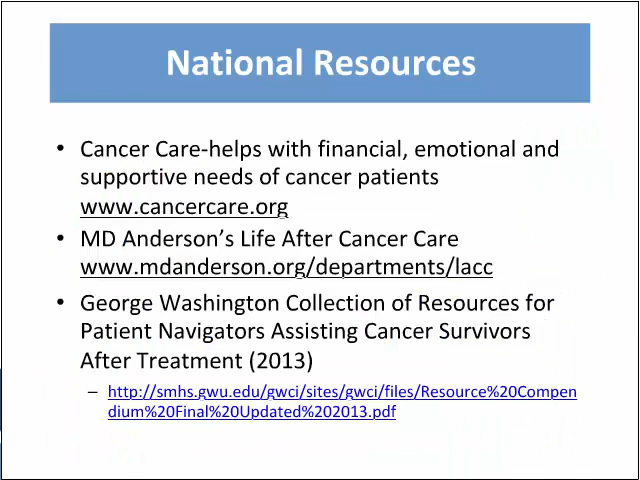 National Resources
• Cancer Care-helps with financial, emotional and
supportive needs of cancer patients
www.cancercare.org
• MD Anderson’s Life After Cancer Care
www.mdanderson.org/departments/lacc
• George Washington Collection of Resources for
Patient Navigators Assisting Cancer Survivors
After Treatment (2013)
– http://smhs.gwu.edu/gwci/sites/gwci/files/Resource%20Compen
dium%20Final%20Updated%202013.pdf